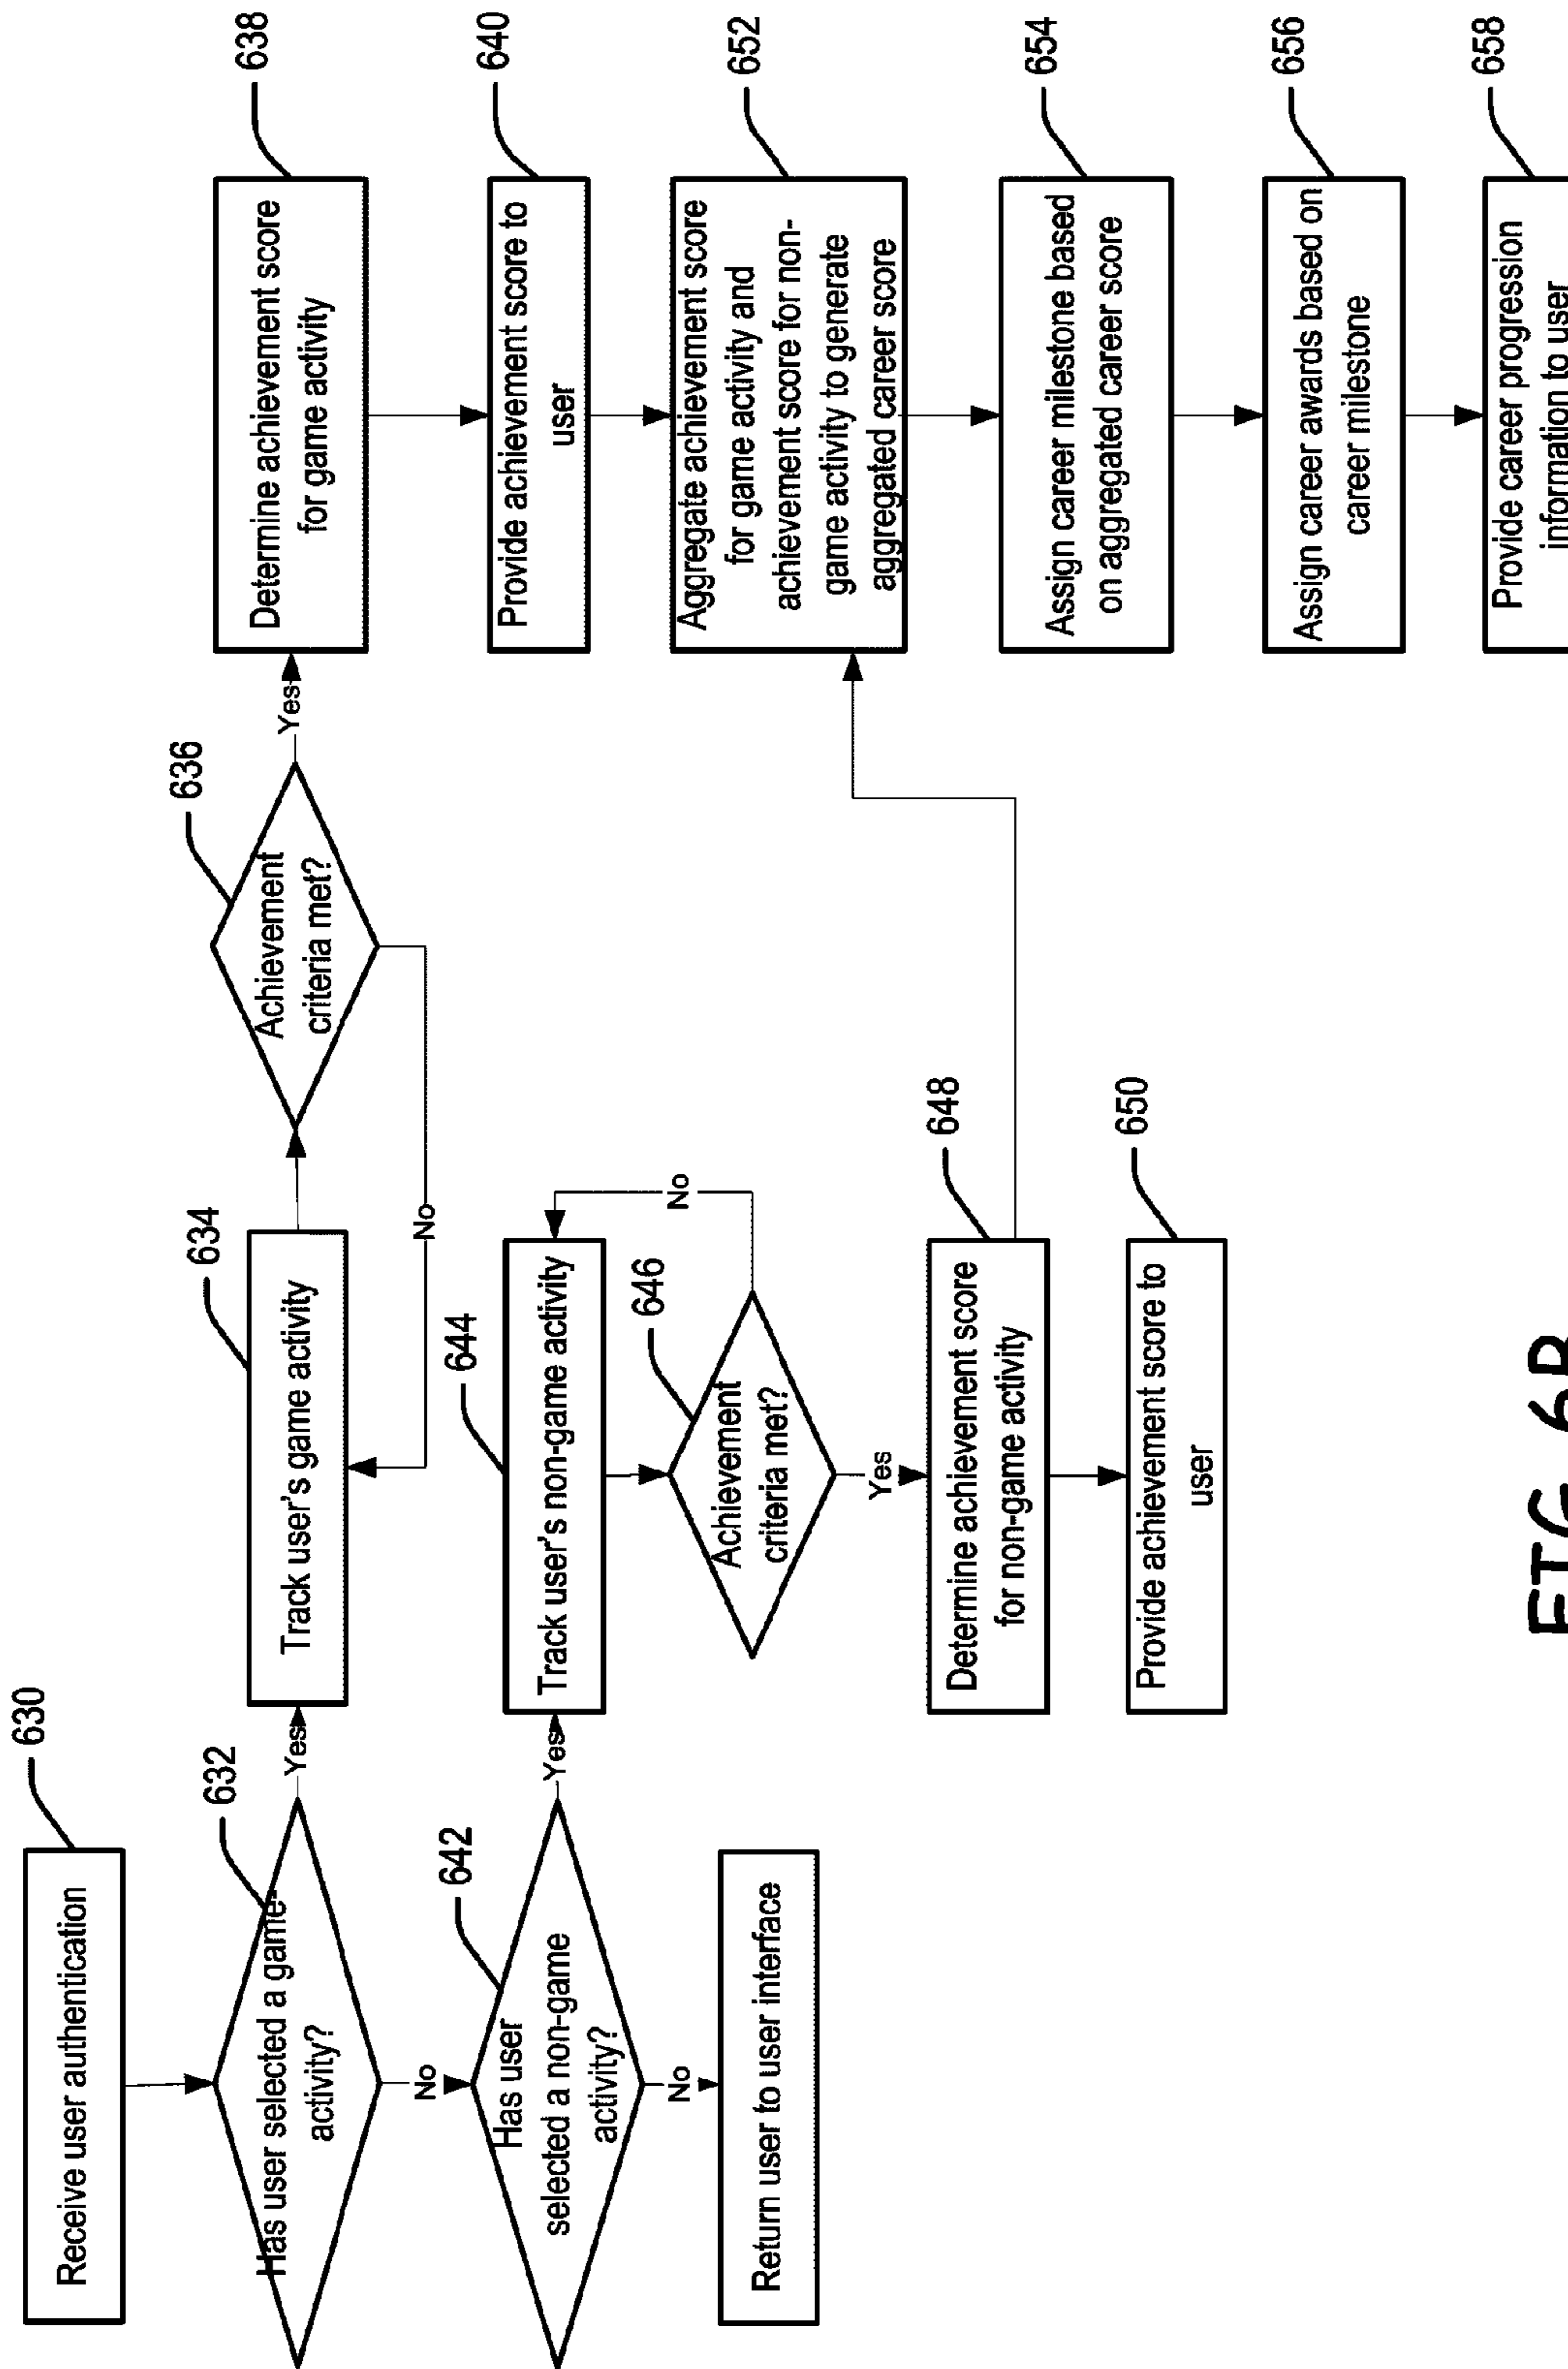 630
Receive user authentication
632
Has user selected a game-
activity?
Yes
No
634
Track user's game activity
636
Achievement
criteria met?
Yes
No
638
Determine achievement score
for game activity
640
Provide achievement score to
user
642
Has user
selected a non-game
activity?
Yes
No
Return user to user interface
644
Track user's non-game activity
646
Achievement
criteria met?
No
Yes
648
Determine achievement score
for non-game activity
650
Provide achievement score to
user
652
Aggregate achievement score
for game activity and
achievement score for non-
game activity to generate
aggregated career score
654
Assign career milestone based
on aggregated career score
656
Assign career awards based on
career milestone
658
Provide career progression
information to user
FIG. 6B